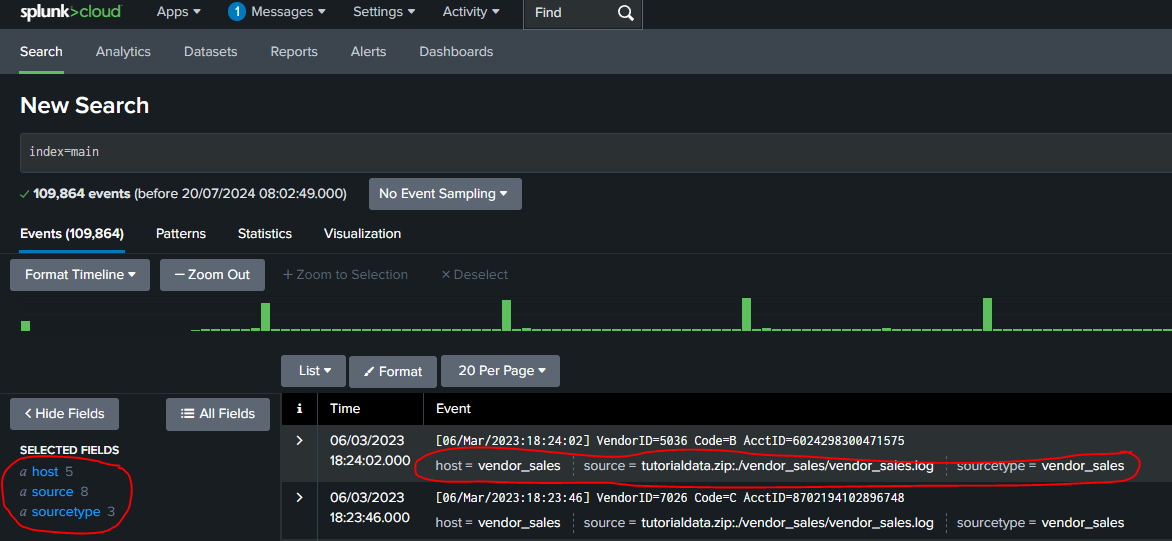 splunk>cloud Apps 1 Messages Settings Activity Find
Search Analytics Datasets Reports Alerts Dashboards
New Search
index=main
109,864 events (before 20/07/2024 08:02:49.000) No Event Sampling
Events (109,864) Patterns Statistics Visualization
Format Timeline Zoom Out + Zoom to Selection × Deselect
List Format 20 Per Page
Hide Fields All Fields i Time Event
SELECTED FIELDS
a host 5
a source 8
a sourcetype 3
06/03/2023 [06/Mar/2023:18:24:02] VendorID=5036 Code=B AcctID=6024298300471575
18:24:02.000 host = vendor_sales source = tutorialdata.zip:./vendor_sales/vendor_sales.log sourcetype = vendor_sales
06/03/2023 [06/Mar/2023:18:23:46] VendorID=7026 Code=C AcctID=8702194102896748
18:23:46.000 host = vendor_sales source = tutorialdata.zip:./vendor_sales/vendor_sales.log sourcetype = vendor_sales